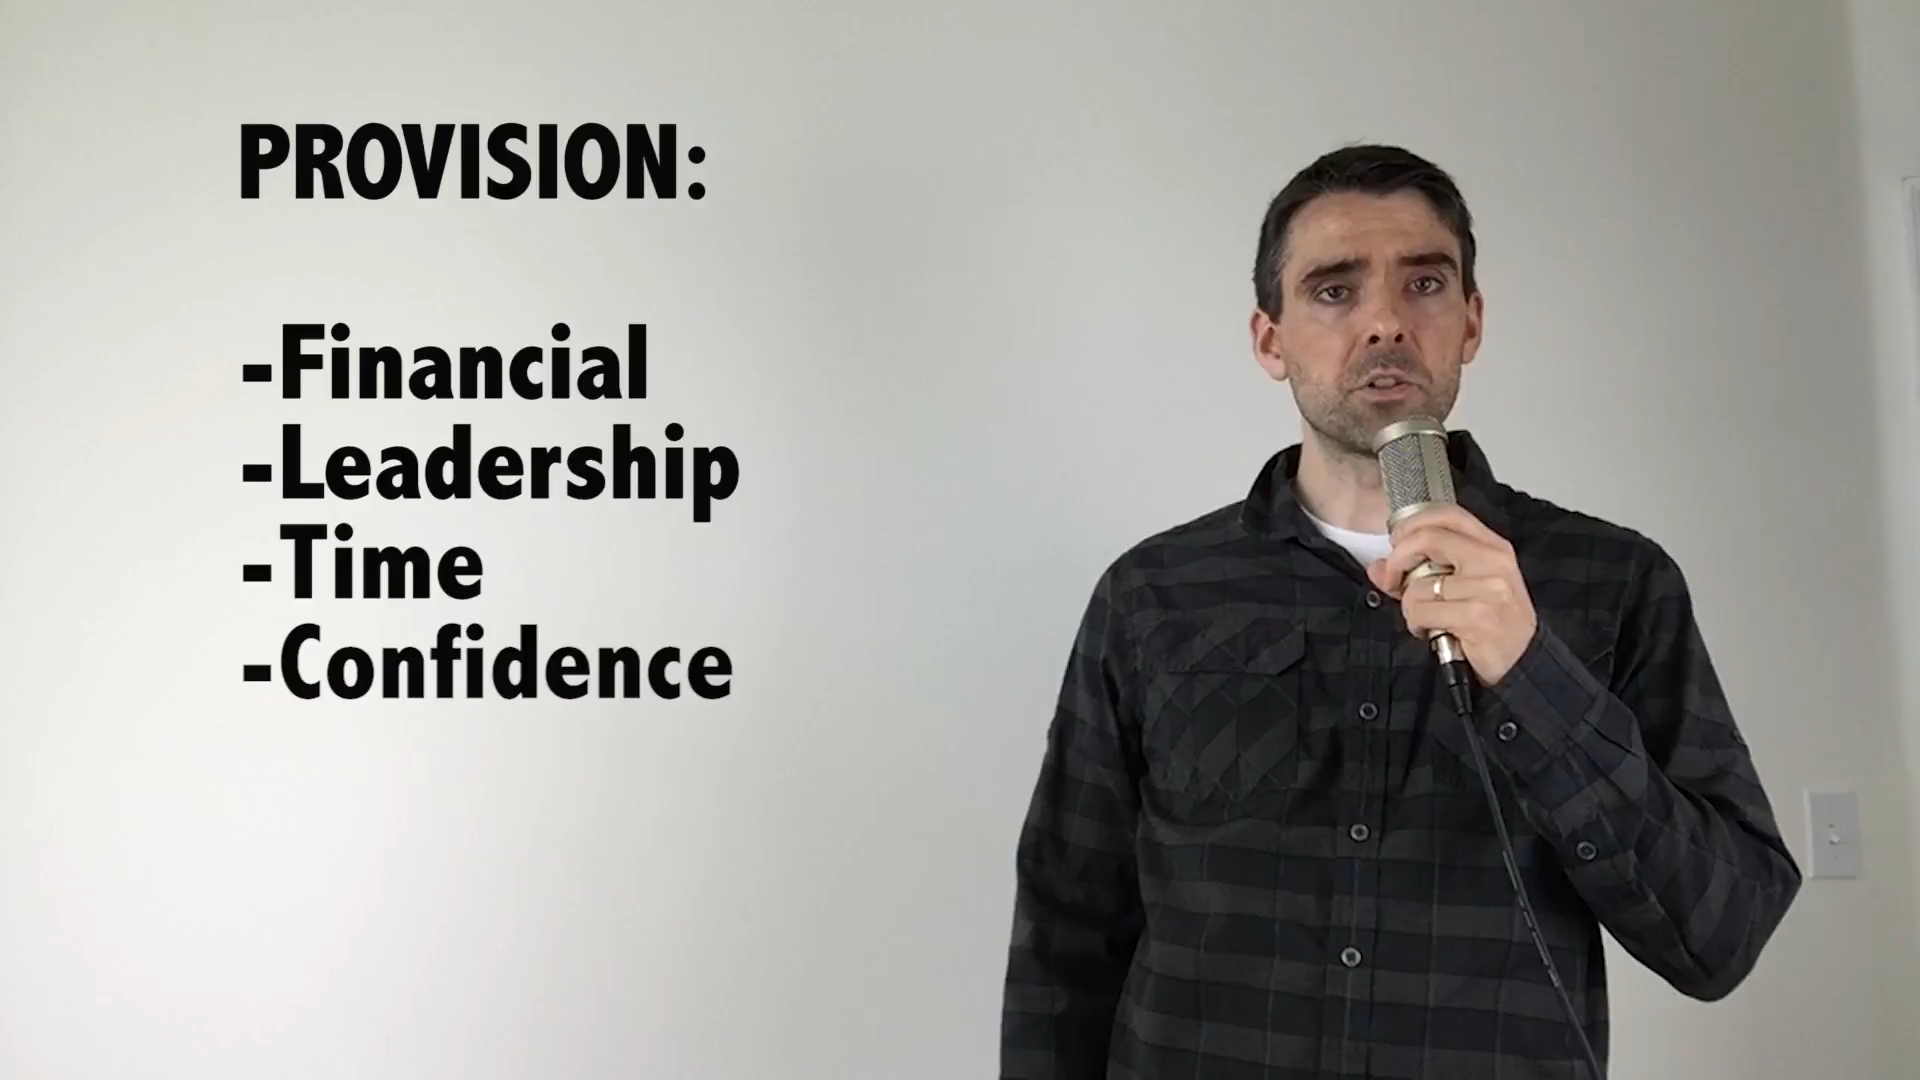 PROVISION:
-Financial
-Leadership
-Time
-Confidence